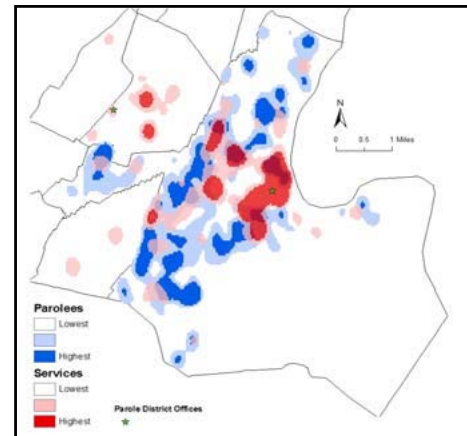 N
0 0.5 1 Miles
Parolees
Lowest
Highest
Services
Lowest
Highest
Parole District Offices